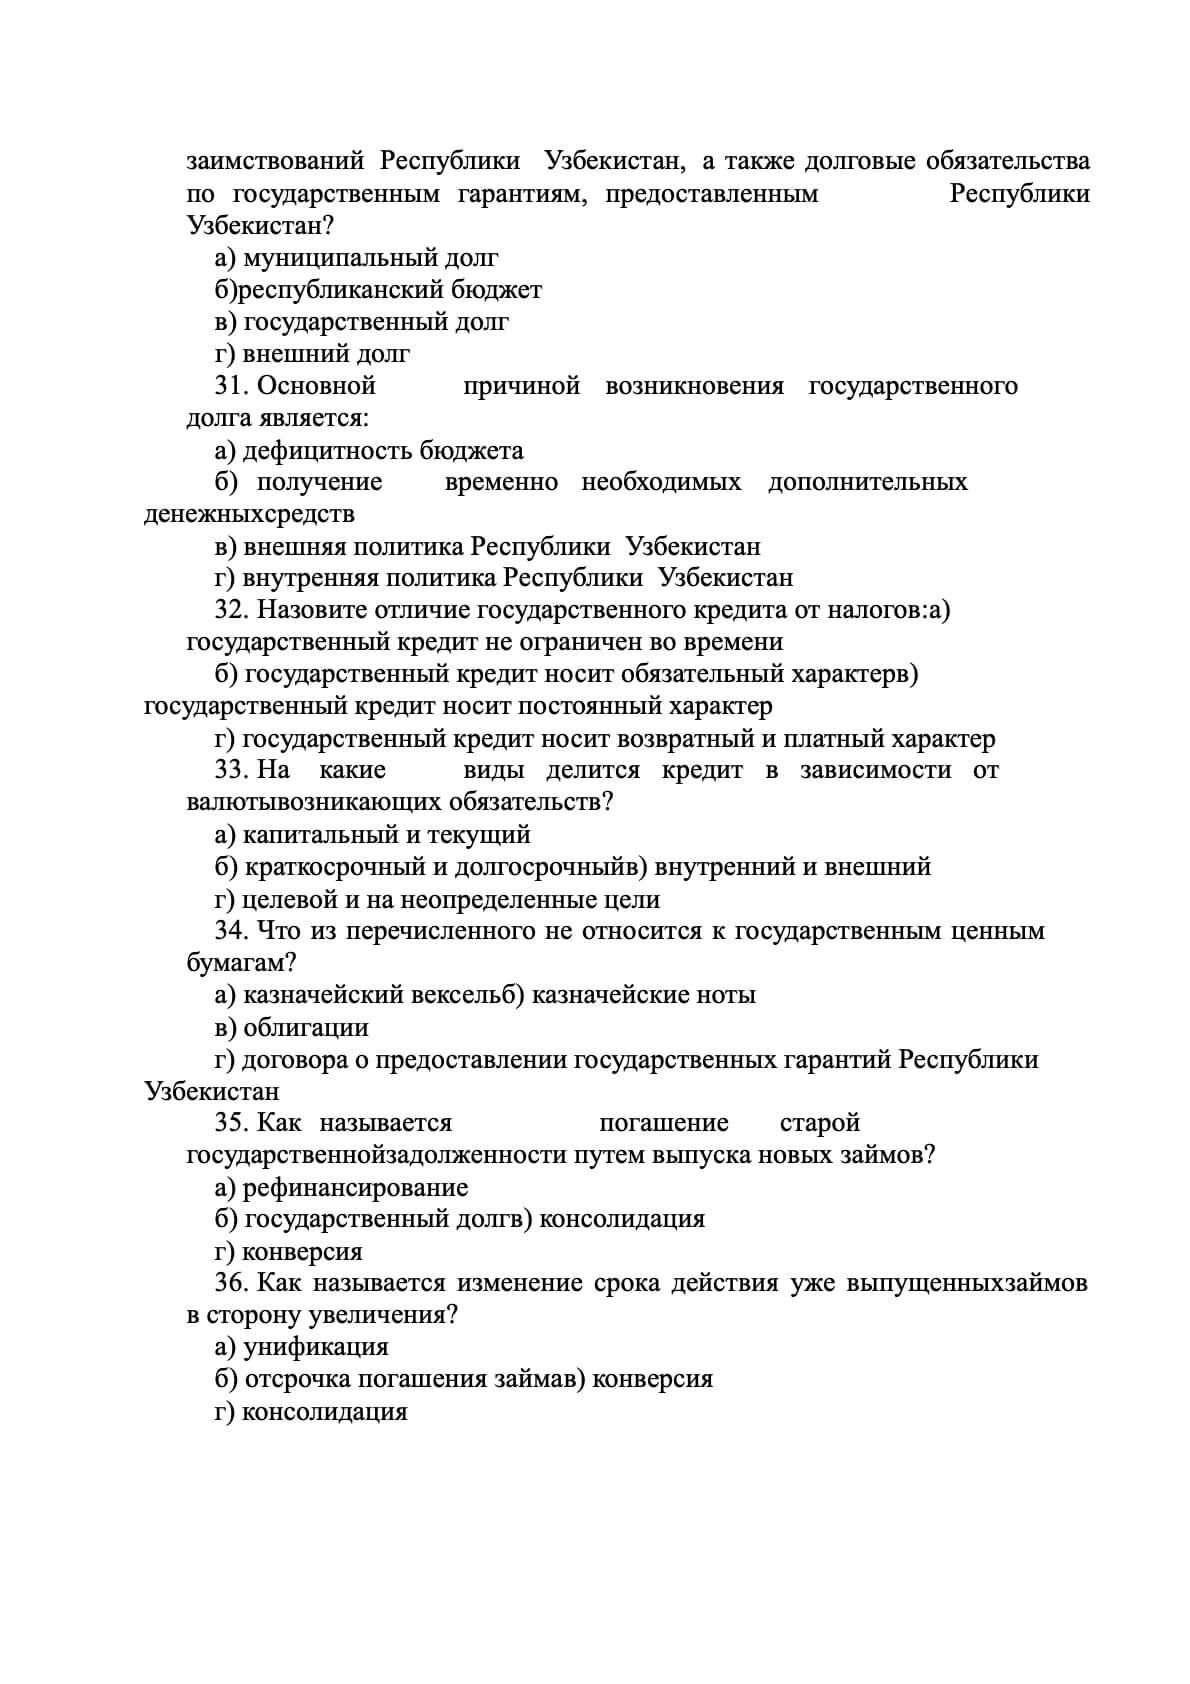 заимствований Республики Узбекистан, а также долговые обязательства
по государственным гарантиям, предоставленным Республики
Узбекистан?
а) муниципальный долг
б)республиканский бюджет
в) государственный долг
г) внешний долг
31. Основной причиной возникновения государственного
долга является:
а) дефицитность бюджета
б) получение временно необходимых дополнительных
денежныхсредств
в) внешняя политика Республики Узбекистан
г) внутренняя политика Республики Узбекистан
32. Назовите отличие государственного кредита от налогов:а)
государственный кредит не ограничен во времени
б) государственный кредит носит обязательный характерв)
государственный кредит носит постоянный характер
г) государственный кредит носит возвратный и платный характер
33. На какие виды делится кредит в зависимости от
валютывозникающих обязательств?
а) капитальный и текущий
б) краткосрочный и долгосрочныйв) внутренний и внешний
г) целевой и на неопределенные цели
34. Что из перечисленного не относится к государственным ценным
бумагам?
а) казначейский вексельб) казначейские ноты
в) облигации
г) договора о предоставлении государственных гарантий Республики
Узбекистан
35. Как называется погашение старой
государственнойзадолженности путем выпуска новых займов?
а) рефинансирование
б) государственный долгв) консолидация
г) конверсия
36. Как называется изменение срока действия уже выпущенныхзаймов
в сторону увеличения?
а) унификация
б) отсрочка погашения займав) конверсия
г) консолидация